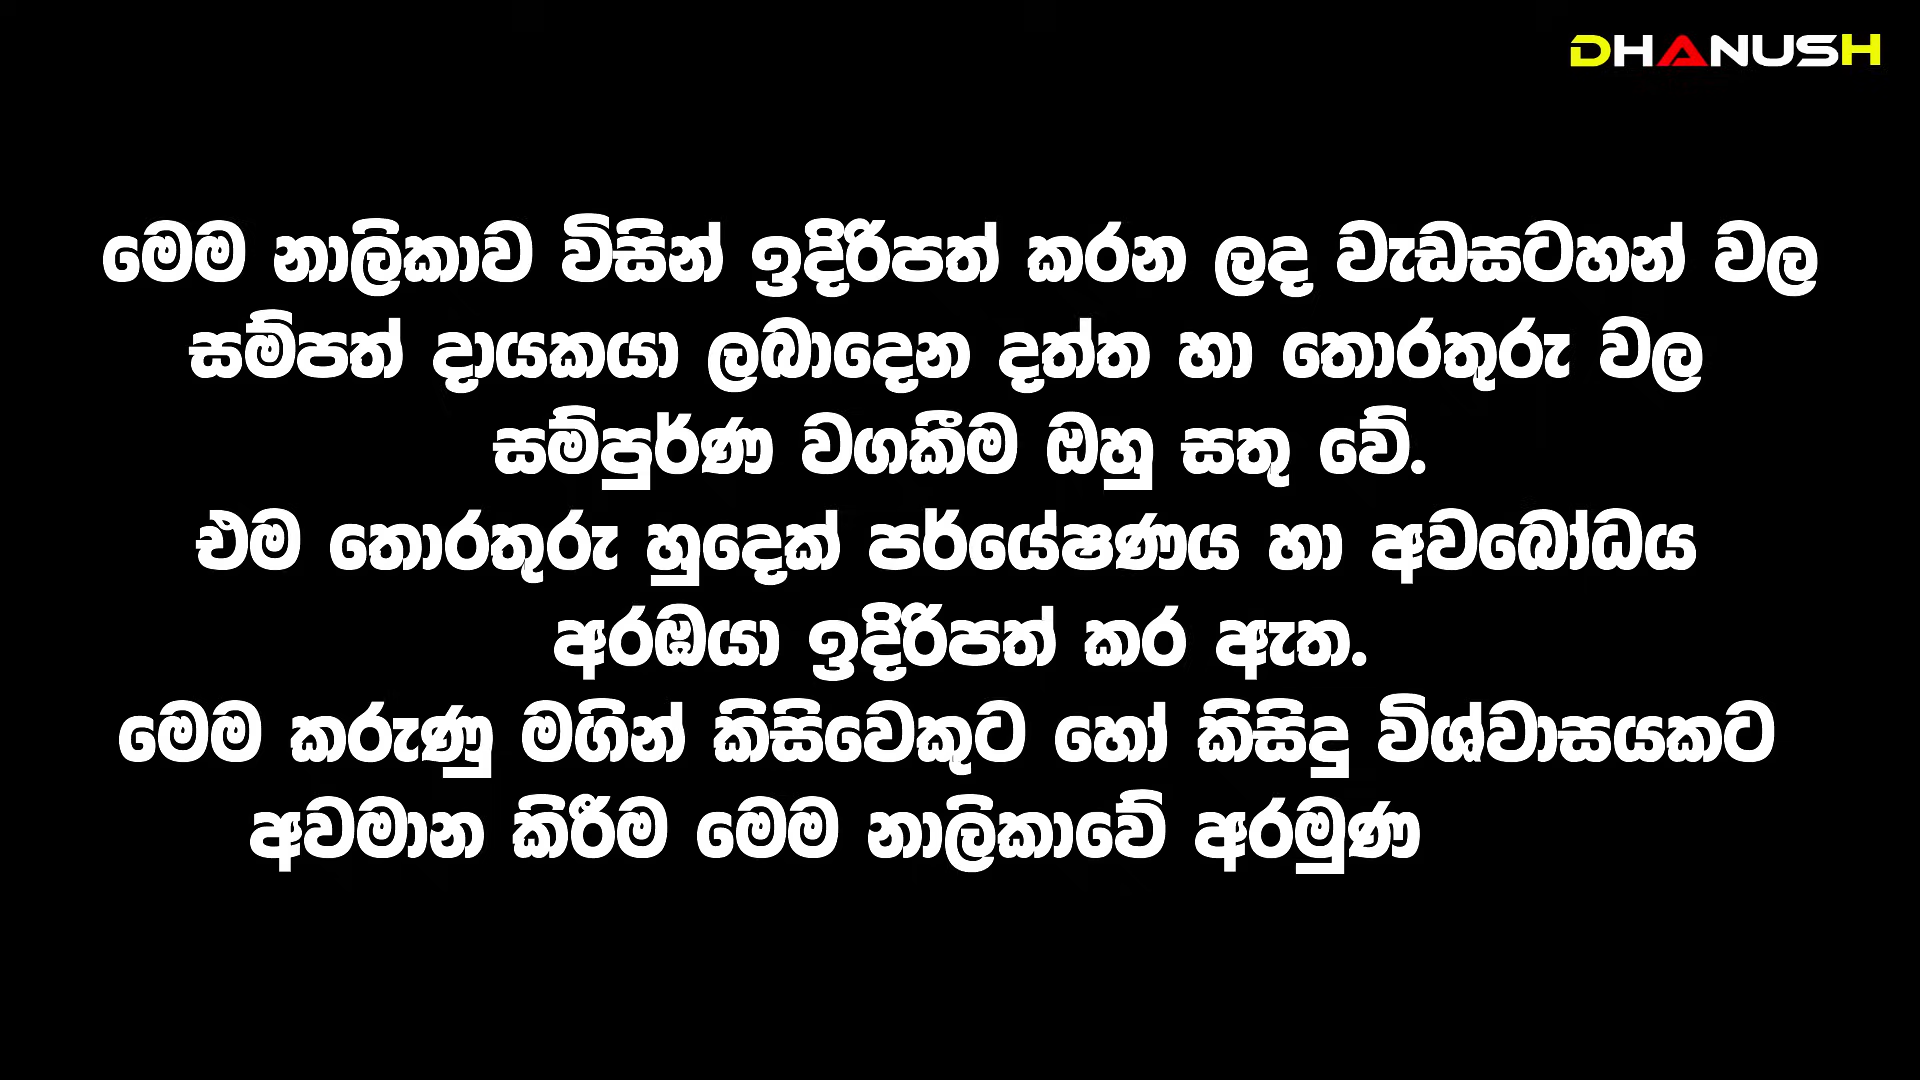 DHANUSH
මෙම නාලිකාව විසින් ඉදිරිපත් කරන ලද වැඩසටහන් වල
සම්පත් දායකයා ලබාදෙන දත්ත හා තොරතුරු වල
සම්පුර්ණ වගකීම ඔහු සතු වේ.
එම තොරතුරු හුදෙක් පර්යේෂණය හා අවබෝධය
අරඹයා ඉදිරිපත් කර ඇත.
මෙම කරුණු මගින් කිසිවෙකුට හෝ කිසිදු විශ්වාසයකට
අවමාන කිරීම මෙම නාලිකාවේ අරමුණ